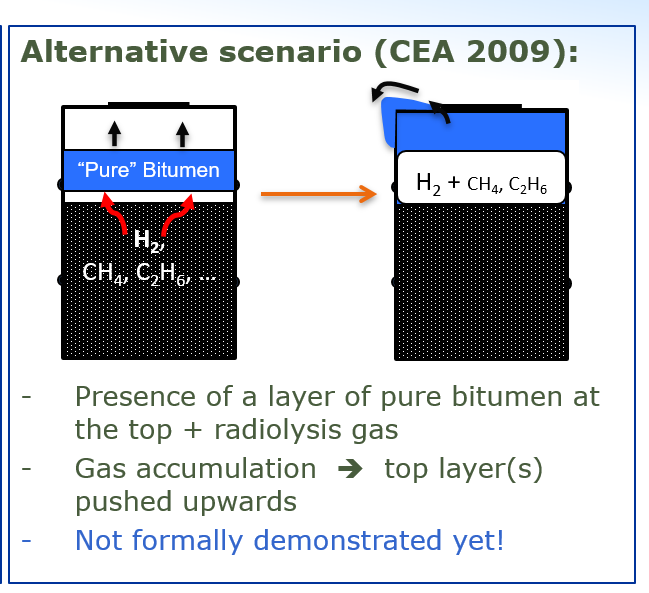 Alternative scenario (CEA 2009):
“Pure” Bitumen
H₂,
CH₄, C₂H₆, ...
H₂ + CH₄, C₂H₆
- Presence of a layer of pure bitumen at
the top + radiolysis gas
- Gas accumulation ➔ top layer(s)
pushed upwards
- Not formally demonstrated yet!